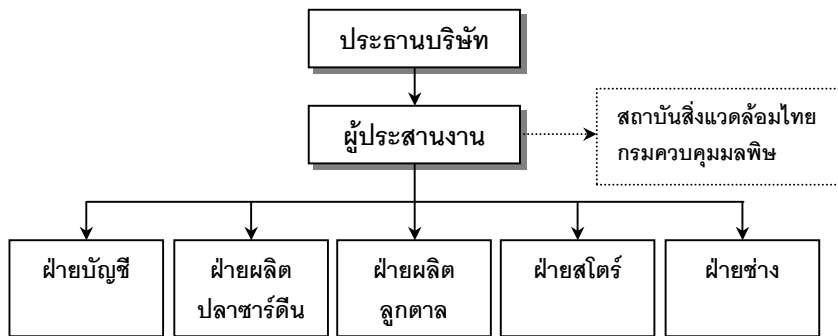 ประธานบริษัท
ผู้ประสานงาน
สถาบันสิ่งแวดล้อมไทย
กรมควบคุมมลพิษ
ฝ่ายบัญชี
ฝ่ายผลิต
ปลาซาร์ดีน
ฝ่ายผลิต
ลูกตาล
ฝ่ายสโตร์
ฝ่ายช่าง